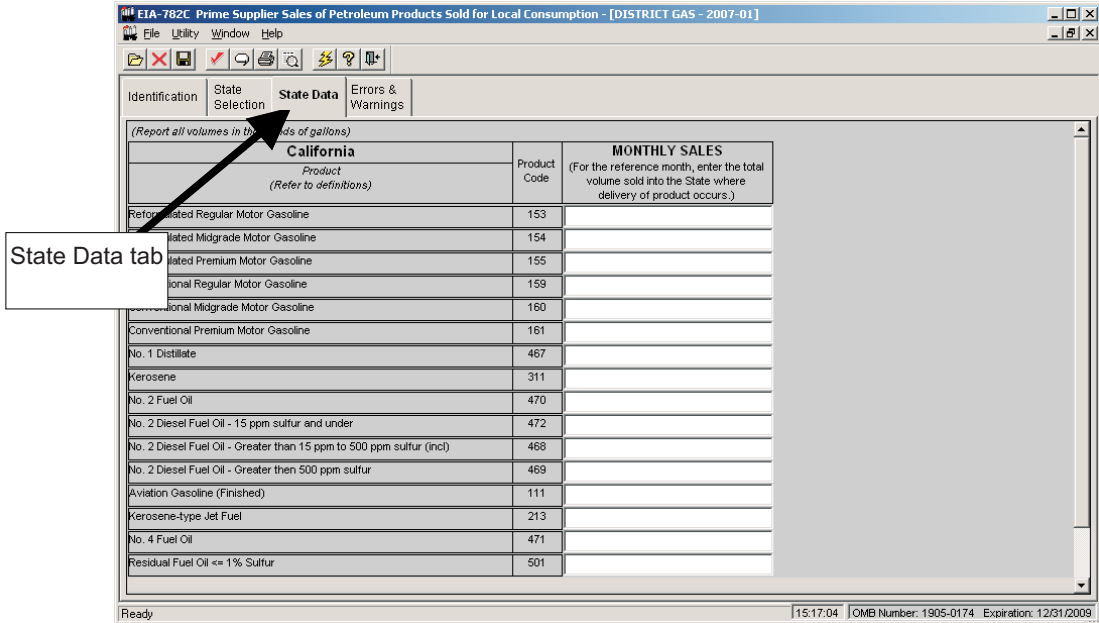 EIA-782C Prime Supplier Sales of Petroleum Products Sold for Local Consumption - [DISTRICT GAS - 2007-01]
File Utility Window Help
Identification
State Selection
State Data
Errors & Warnings
(Report all volumes in th nds of gallons)
California
Product
(Refer to definitions)
Product
Code
MONTHLY SALES
(For the reference month, enter the total
volume sold into the State where
delivery of product occurs.)
Reformulated Regular Motor Gasoline 153
lated Midgrade Motor Gasoline 154
State Data tab
lated Premium Motor Gasoline 155
ional Regular Motor Gasoline 159
Conventional Midgrade Motor Gasoline 160
Conventional Premium Motor Gasoline 161
No. 1 Distillate 467
Kerosene 311
No. 2 Fuel Oil 470
No. 2 Diesel Fuel Oil - 15 ppm sulfur and under 472
No. 2 Diesel Fuel Oil - Greater than 15 ppm to 500 ppm sulfur (incl) 468
No. 2 Diesel Fuel Oil - Greater then 500 ppm sulfur 469
Aviation Gasoline (Finished) 111
Kerosene-type Jet Fuel 213
No. 4 Fuel Oil 471
Residual Fuel Oil <= 1% Sulfur 501
Ready 15:17:04 OMB Number: 1905-0174 Expiration: 12/31/2009